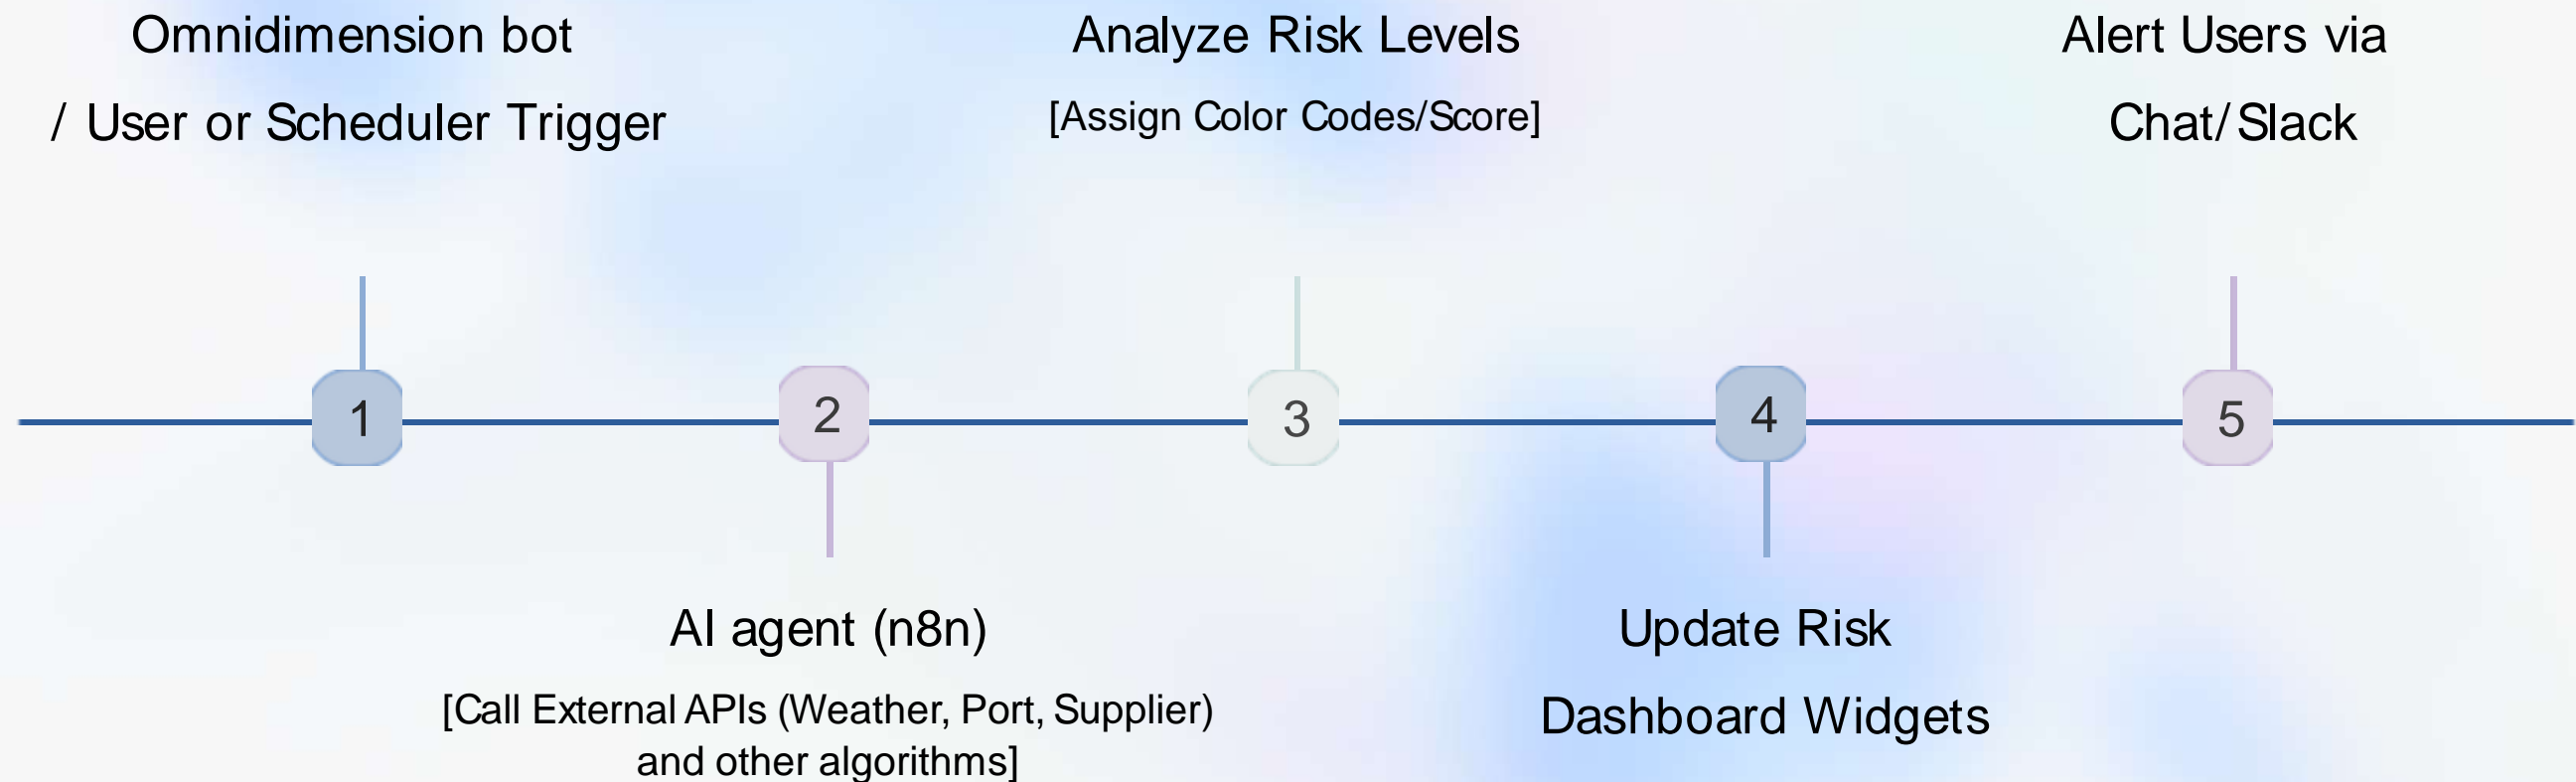 Omnidimension bot
/ User or Scheduler Trigger
1
AI agent (n8n)
[Call External APIs (Weather, Port, Supplier)
and other algorithms]
2
Analyze Risk Levels
[Assign Color Codes/Score]
3
Update Risk
Dashboard Widgets
4
Alert Users via
Chat/Slack
5